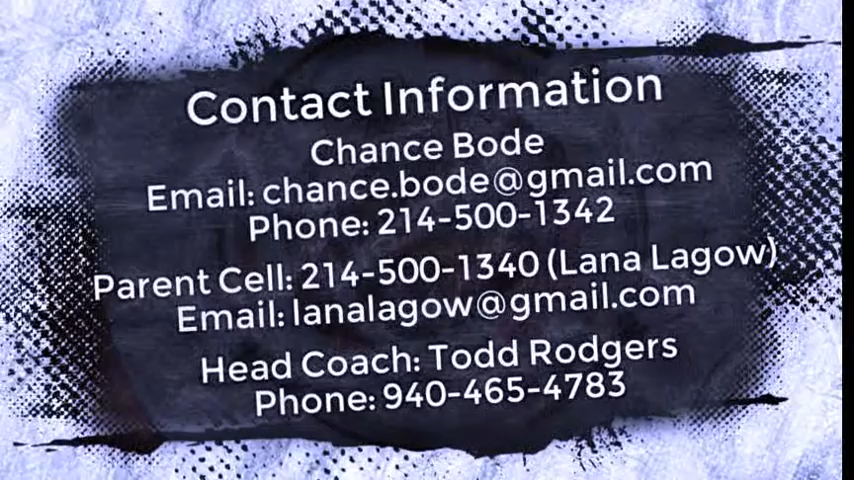 Contact Information
Chance Bode
Email: chance.bode@gmail.com
Phone: 214-500-1342
Parent Cell: 214-500-1340 (Lana Lagow)
Email: lanalagow@gmail.com
Head Coach: Todd Rodgers
Phone: 940-465-4783